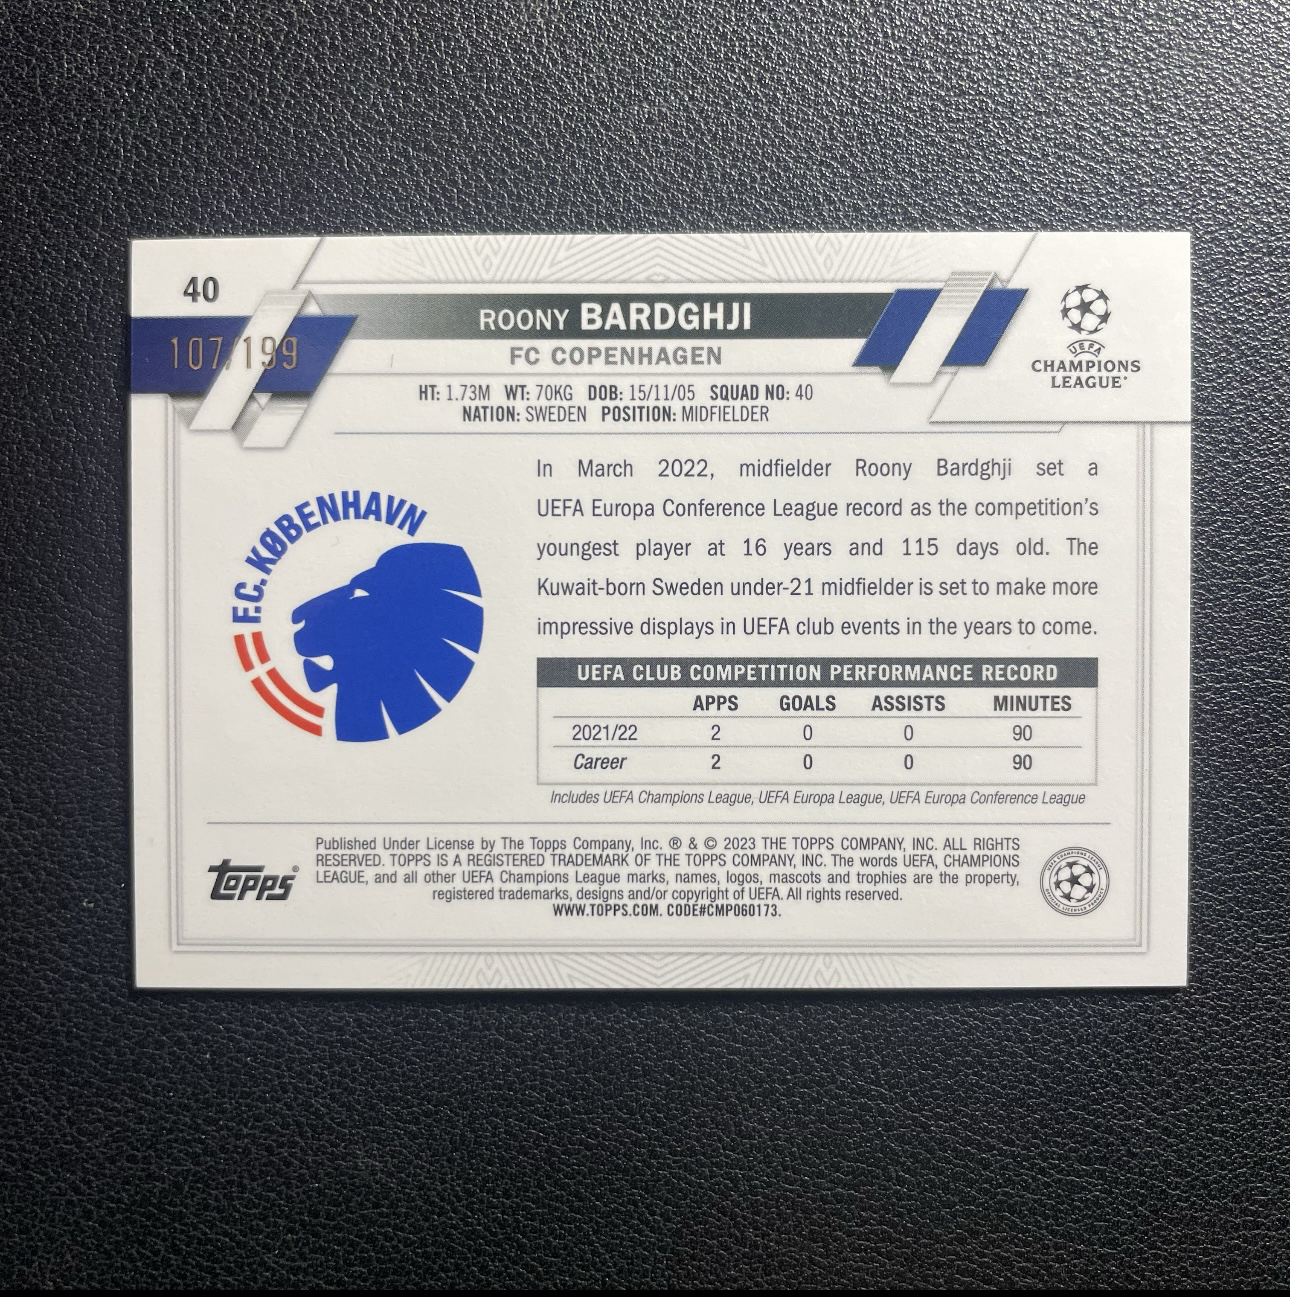 40
107/199
ROONY BARDGHJI
FC COPENHAGEN
HT: 1.73M WT: 70KG DOB: 15/11/05 SQUAD NO: 40
NATION: SWEDEN POSITION: MIDFIELDER
UEFA
CHAMPIONS
LEAGUE®
F.C. KØBENHAVN
In March 2022, midfielder Roony Bardghji set a
UEFA Europa Conference League record as the competition's
youngest player at 16 years and 115 days old. The
Kuwait-born Sweden under-21 midfielder is set to make more
impressive displays in UEFA club events in the years to come.
UEFA CLUB COMPETITION PERFORMANCE RECORD
APPS GOALS ASSISTS MINUTES
2021/22 2 0 0 90
Career 2 0 0 90
Includes UEFA Champions League, UEFA Europa League, UEFA Europa Conference League
topps®
Published Under License by The Topps Company, Inc. ® & © 2023 THE TOPPS COMPANY, INC. ALL RIGHTS
RESERVED. TOPPS IS A REGISTERED TRADEMARK OF THE TOPPS COMPANY, INC. The words UEFA, CHAMPIONS
LEAGUE, and all other UEFA Champions League marks, names, logos, mascots and trophies are the property,
registered trademarks, designs and/or copyright of UEFA. All rights reserved.
WWW.TOPPS.COM. CODE#CMP060173.